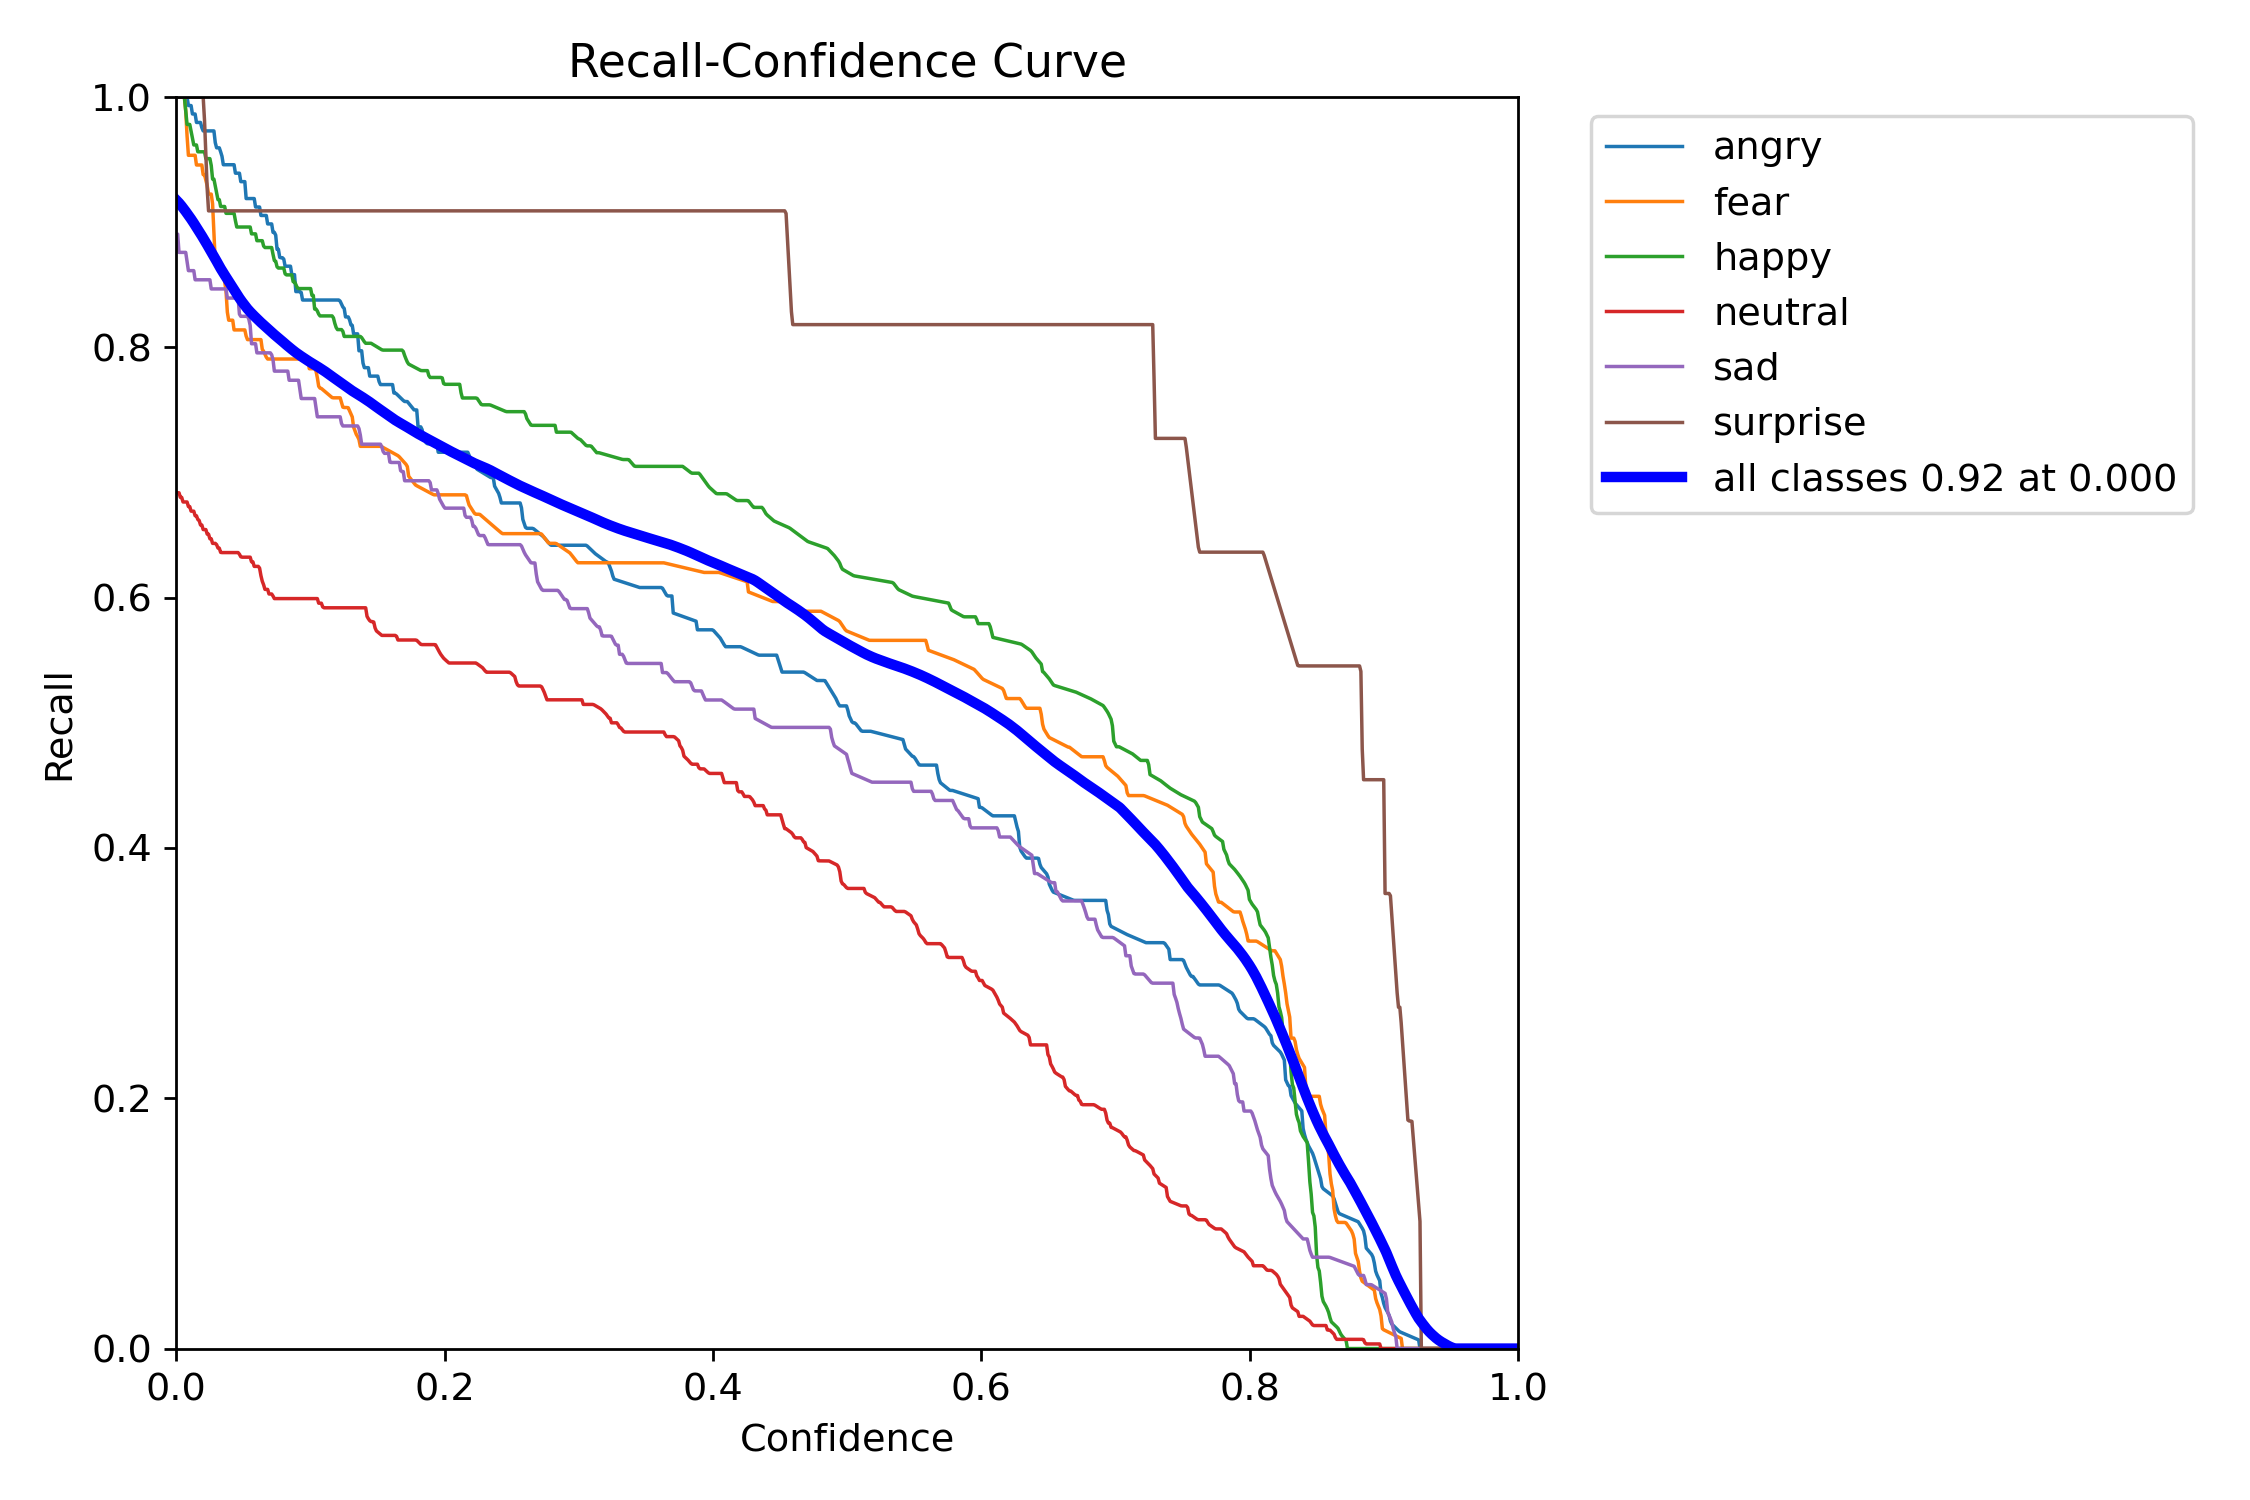 Recall-Confidence Curve
1.0
0.8
0.6
0.4
0.2
0.0
Recall
0.0 0.2 0.4 0.6 0.8 1.0
Confidence
angry
fear
happy
neutral
sad
surprise
all classes 0.92 at 0.000